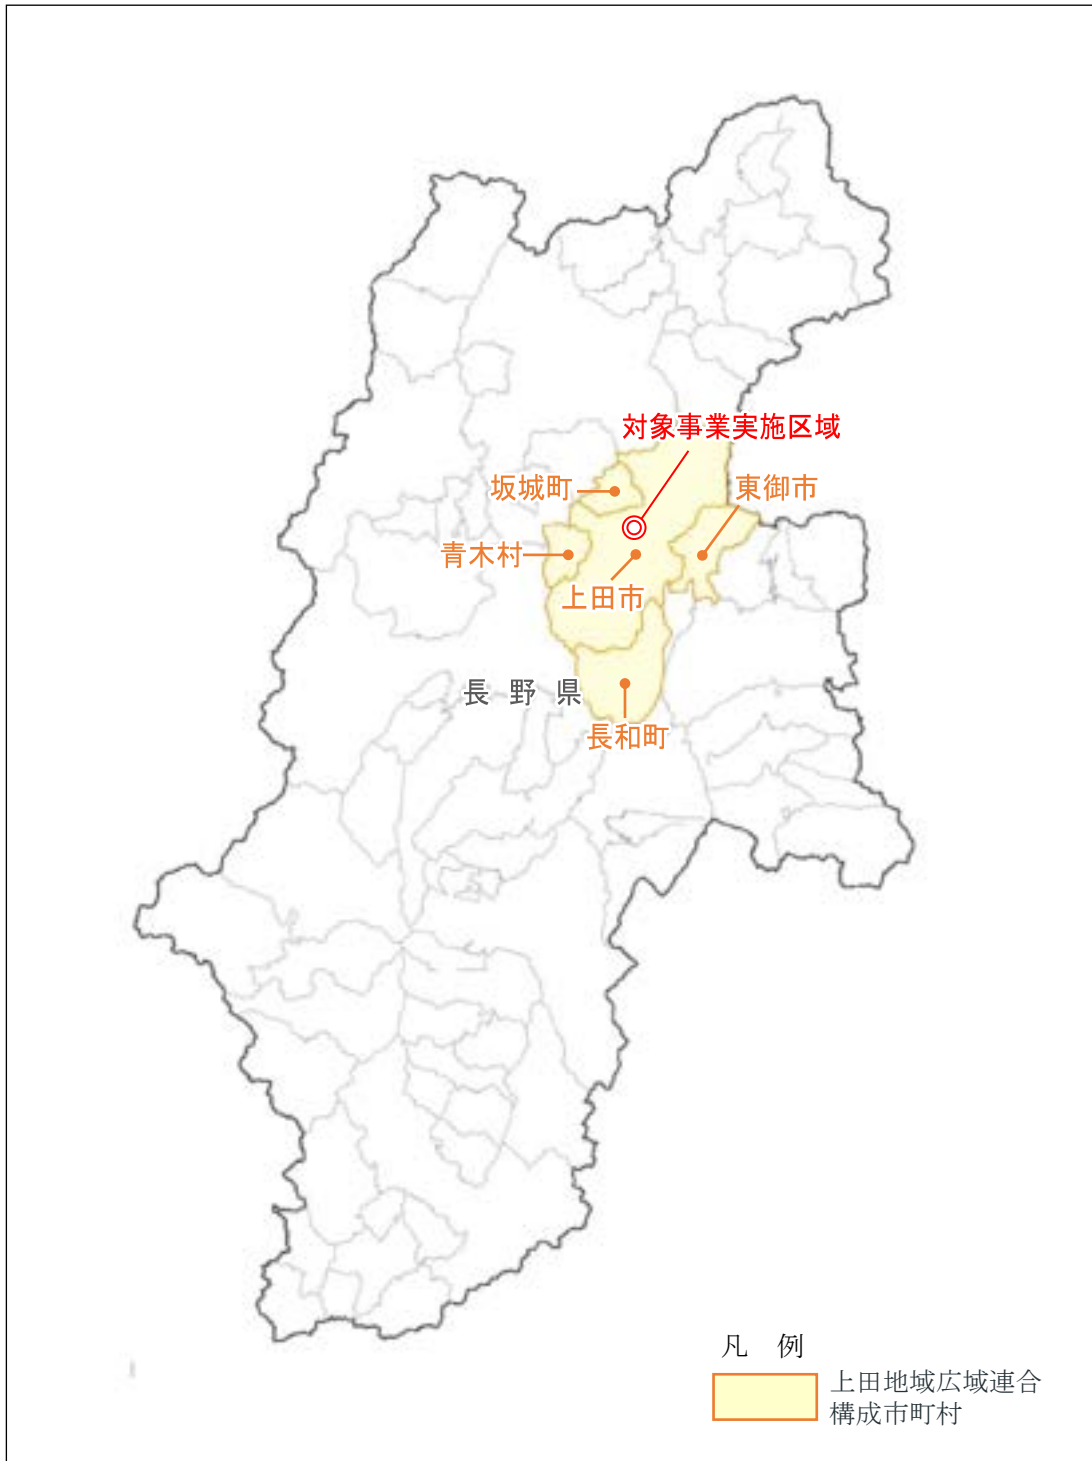 対象事業実施区域
坂城町
東御市
青木村
上田市
長野県
長和町
凡例
上田地域広域連合
構成市町村